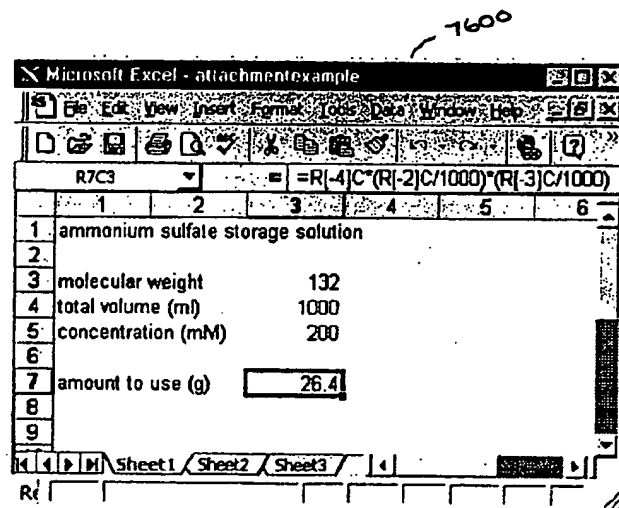 7600
Microsoft Excel - attachmentexample
File Edit View Insert Format Tools Data Window Help
R7C3 = =R[-4]C*(R[-2]C/1000)*(R[-3]C/1000)
1 2 3 4 5 6
1 ammonium sulfate storage solution
2
3 molecular weight 132
4 total volume (ml) 1000
5 concentration (mM) 200
6
7 amount to use (g) 26.4
8
9
Sheet1 Sheet2 Sheet3